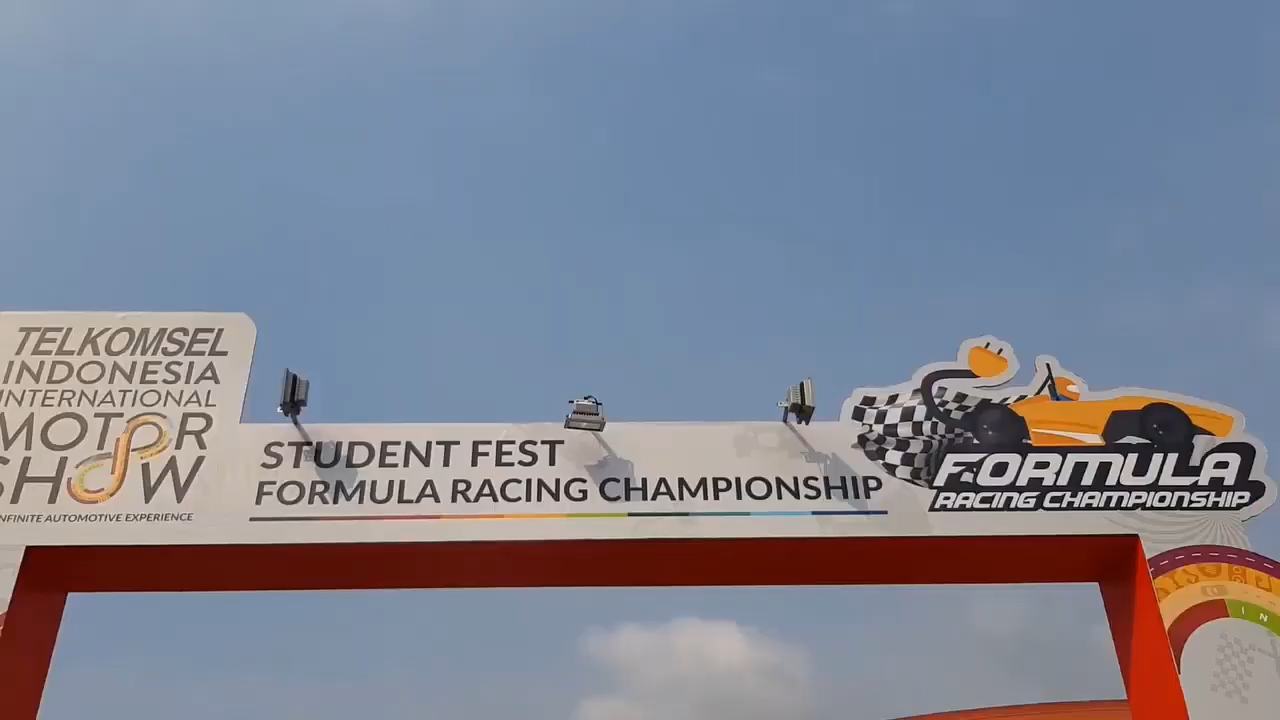 TELKOMSEL
INDONESIA
INTERNATIONAL
MOTOR
SHOW
INFINITE AUTOMOTIVE EXPERIENCE
STUDENT FEST
FORMULA RACING CHAMPIONSHIP
FORMULA
RACING CHAMPIONSHIP